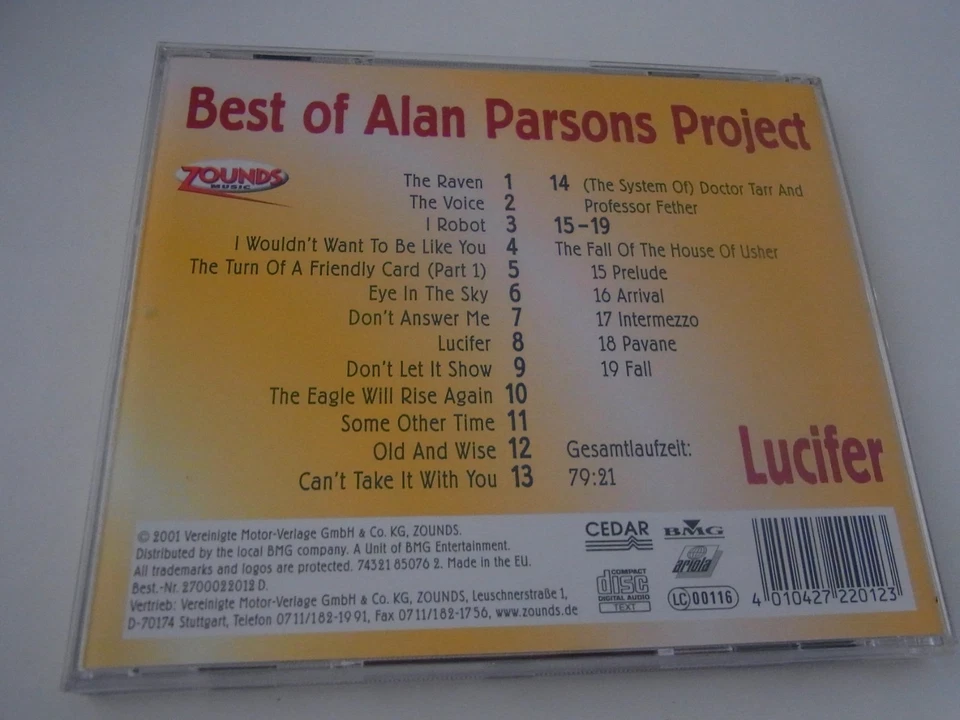 Best of Alan Parsons Project
ZOUNDS
MUSIC
The Raven 1
The Voice 2
I Robot 3
I Wouldn't Want To Be Like You 4
The Turn Of A Friendly Card (Part 1) 5
Eye In The Sky 6
Don't Answer Me 7
Lucifer 8
Don't Let It Show 9
The Eagle Will Rise Again 10
Some Other Time 11
Old And Wise 12
Can't Take It With You 13
14 (The System Of) Doctor Tarr And
Professor Fether
15–19
The Fall Of The House Of Usher
15 Prelude
16 Arrival
17 Intermezzo
18 Pavane
19 Fall
Gesamtlaufzeit:
79:21
Lucifer
© 2001 Vereinigte Motor-Verlage GmbH & Co. KG, ZOUNDS.
Distributed by the local BMG company. A Unit of BMG Entertainment.
All trademarks and logos are protected. 74321 85076 2. Made in the EU.
Best.-Nr. 2700022012 D.
Vertrieb: Vereinigte Motor-Verlage GmbH & Co. KG, ZOUNDS, Leuschnerstraße 1,
D-70174 Stuttgart, Telefon 0711/182-1991, Fax 0711/182-1756, www.zounds.de
CEDAR
BMG
ariola
COMPACT
disc
DIGITAL AUDIO
TEXT
LC 00116
4 010427 220123